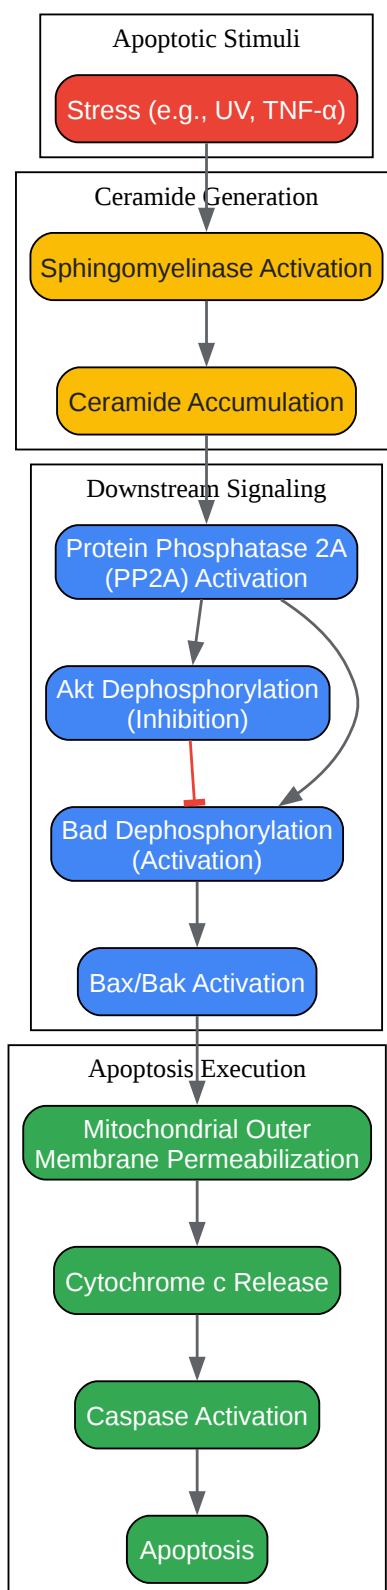 Apoptotic Stimuli
Stress (e.g., UV, TNF-α)
Ceramide Generation
Sphingomyelinase Activation
Ceramide Accumulation
Downstream Signaling
Protein Phosphatase 2A
(PP2A) Activation
Akt Dephosphorylation
(Inhibition)
Bad Dephosphorylation
(Activation)
Bax/Bak Activation
Apoptosis Execution
Mitochondrial Outer
Membrane Permeabilization
Cytochrome c Release
Caspase Activation
Apoptosis